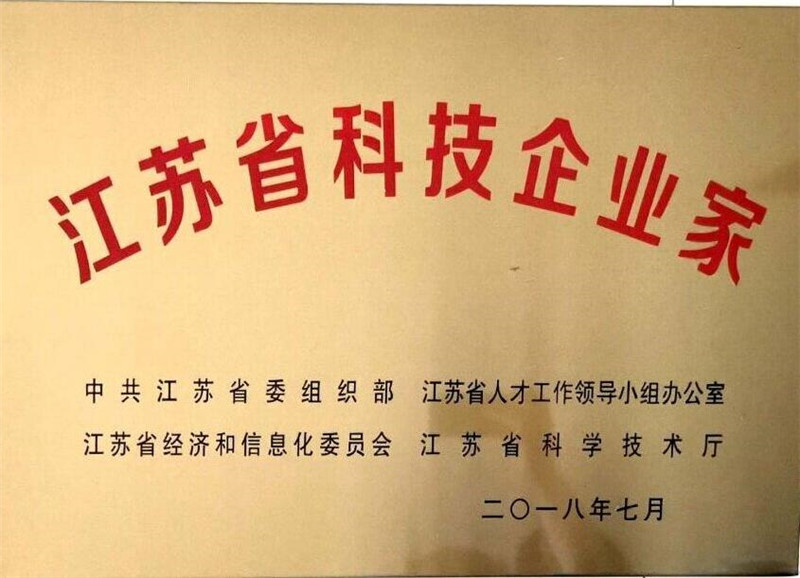 江苏省科技企业家
中共江苏省委组织部 江苏省人才工作领导小组办公室
江苏省经济和信息化委员会 江苏省科学技术厅
二〇一八年七月